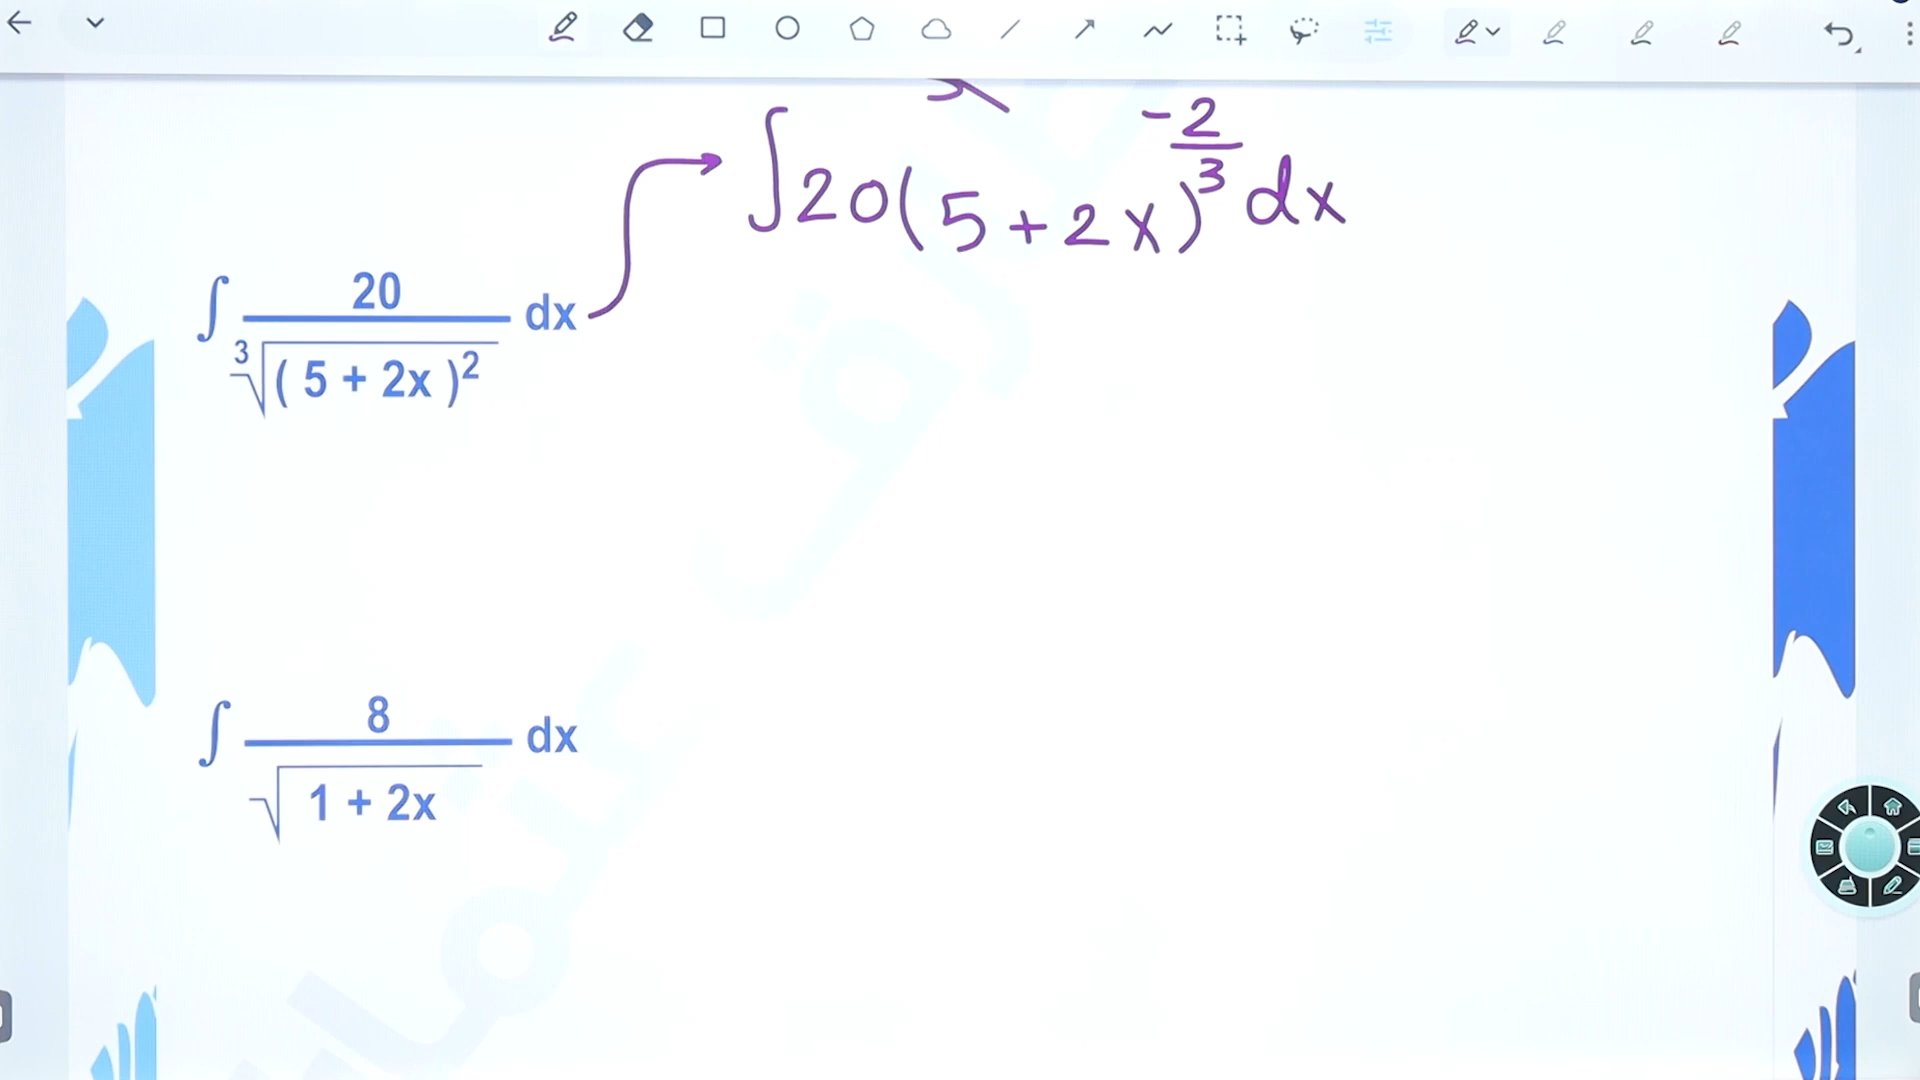 ∫ 20 (5 + 2x)^{-2/3} dx
∫ 20 / ∛(( 5 + 2x )²) dx
∫ 8 / √(1 + 2x) dx